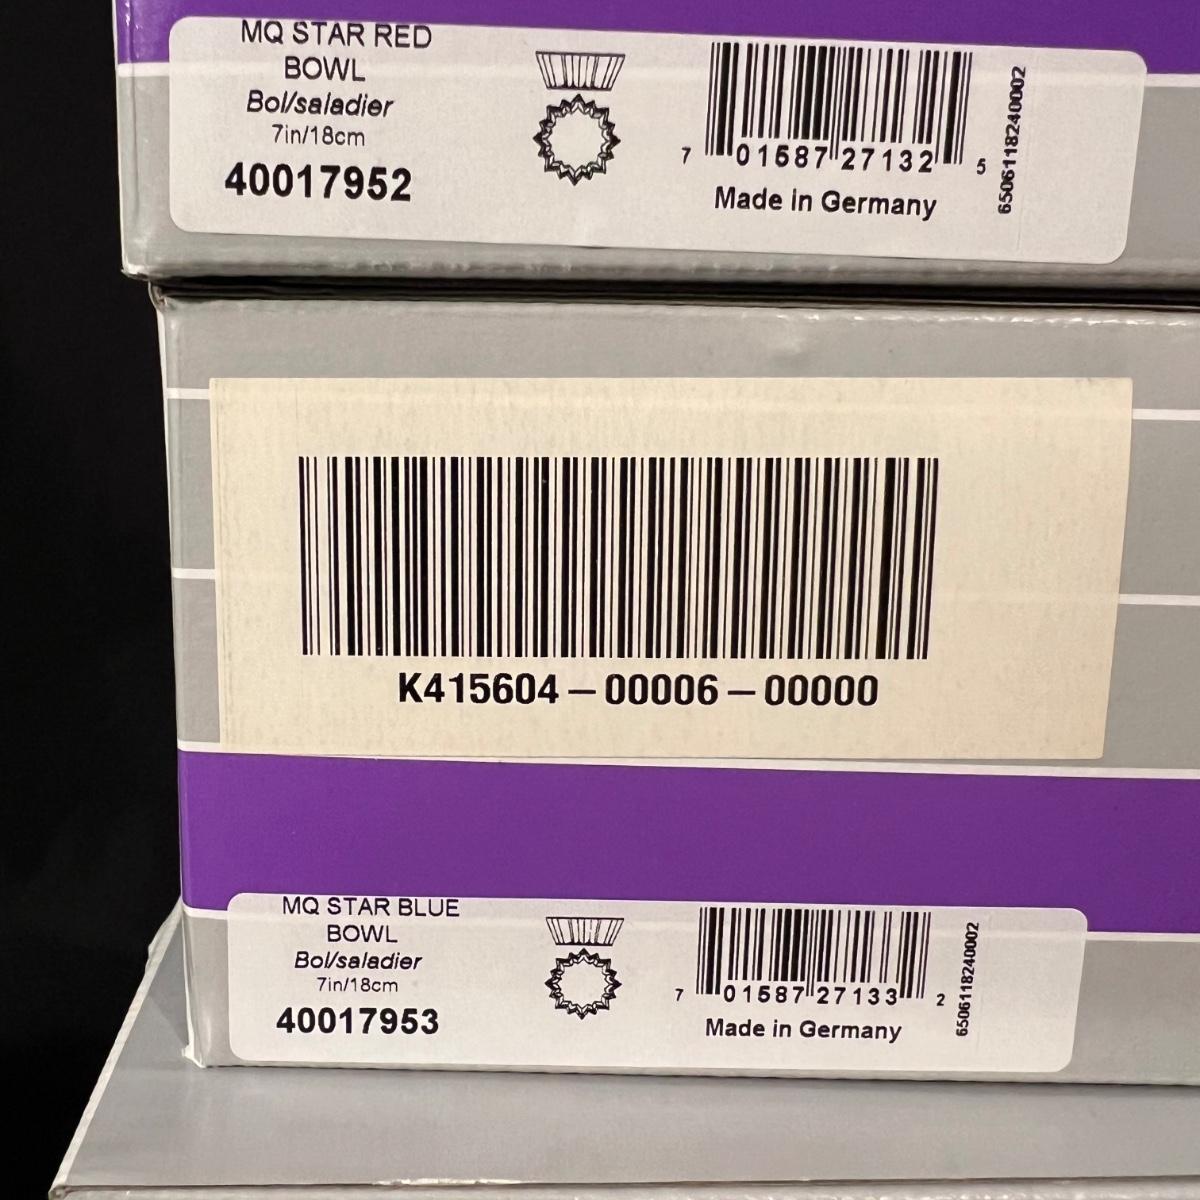 MQ STAR RED
BOWL
Bol/saladier
7in/18cm
40017952
7 01587 27132 5
Made in Germany
6506118240002
K415604 – 00006 – 00000
MQ STAR BLUE
BOWL
Bol/saladier
7in/18cm
40017953
7 01587 27133 2
Made in Germany
6506118240002